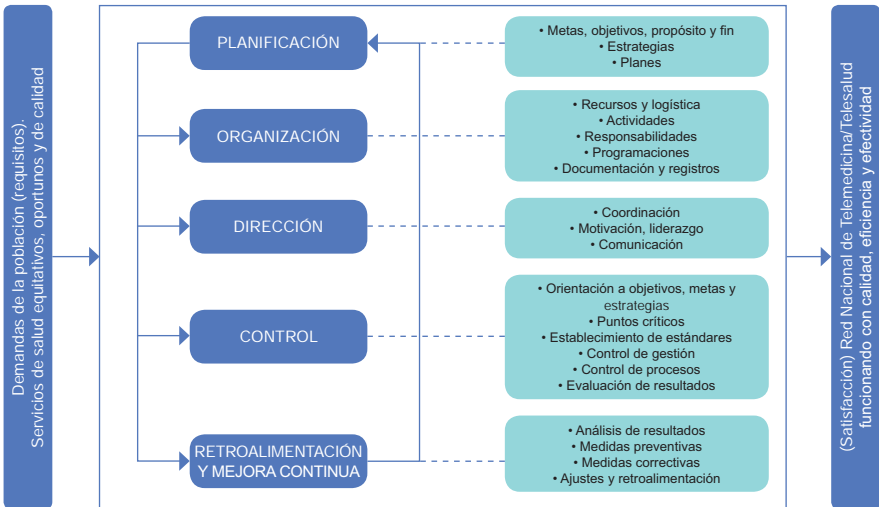 Demandas de la población (requisitos).
Servicios de salud equitativos, oportunos y de calidad
PLANIFICACIÓN
• Metas, objetivos, propósito y fin
• Estrategias
• Planes
ORGANIZACIÓN
• Recursos y logística
• Actividades
• Responsabilidades
• Programaciones
• Documentación y registros
DIRECCIÓN
• Coordinación
• Motivación, liderazgo
• Comunicación
CONTROL
• Orientación a objetivos, metas y
estrategias
• Puntos críticos
• Establecimiento de estándares
• Control de gestión
• Control de procesos
• Evaluación de resultados
RETROALIMENTACIÓN
Y MEJORA CONTINUA
• Análisis de resultados
• Medidas preventivas
• Medidas correctivas
• Ajustes y retroalimentación
(Satisfacción) Red Nacional de Telemedicina/Telesalud
funcionando con calidad, eficiencia y efectividad